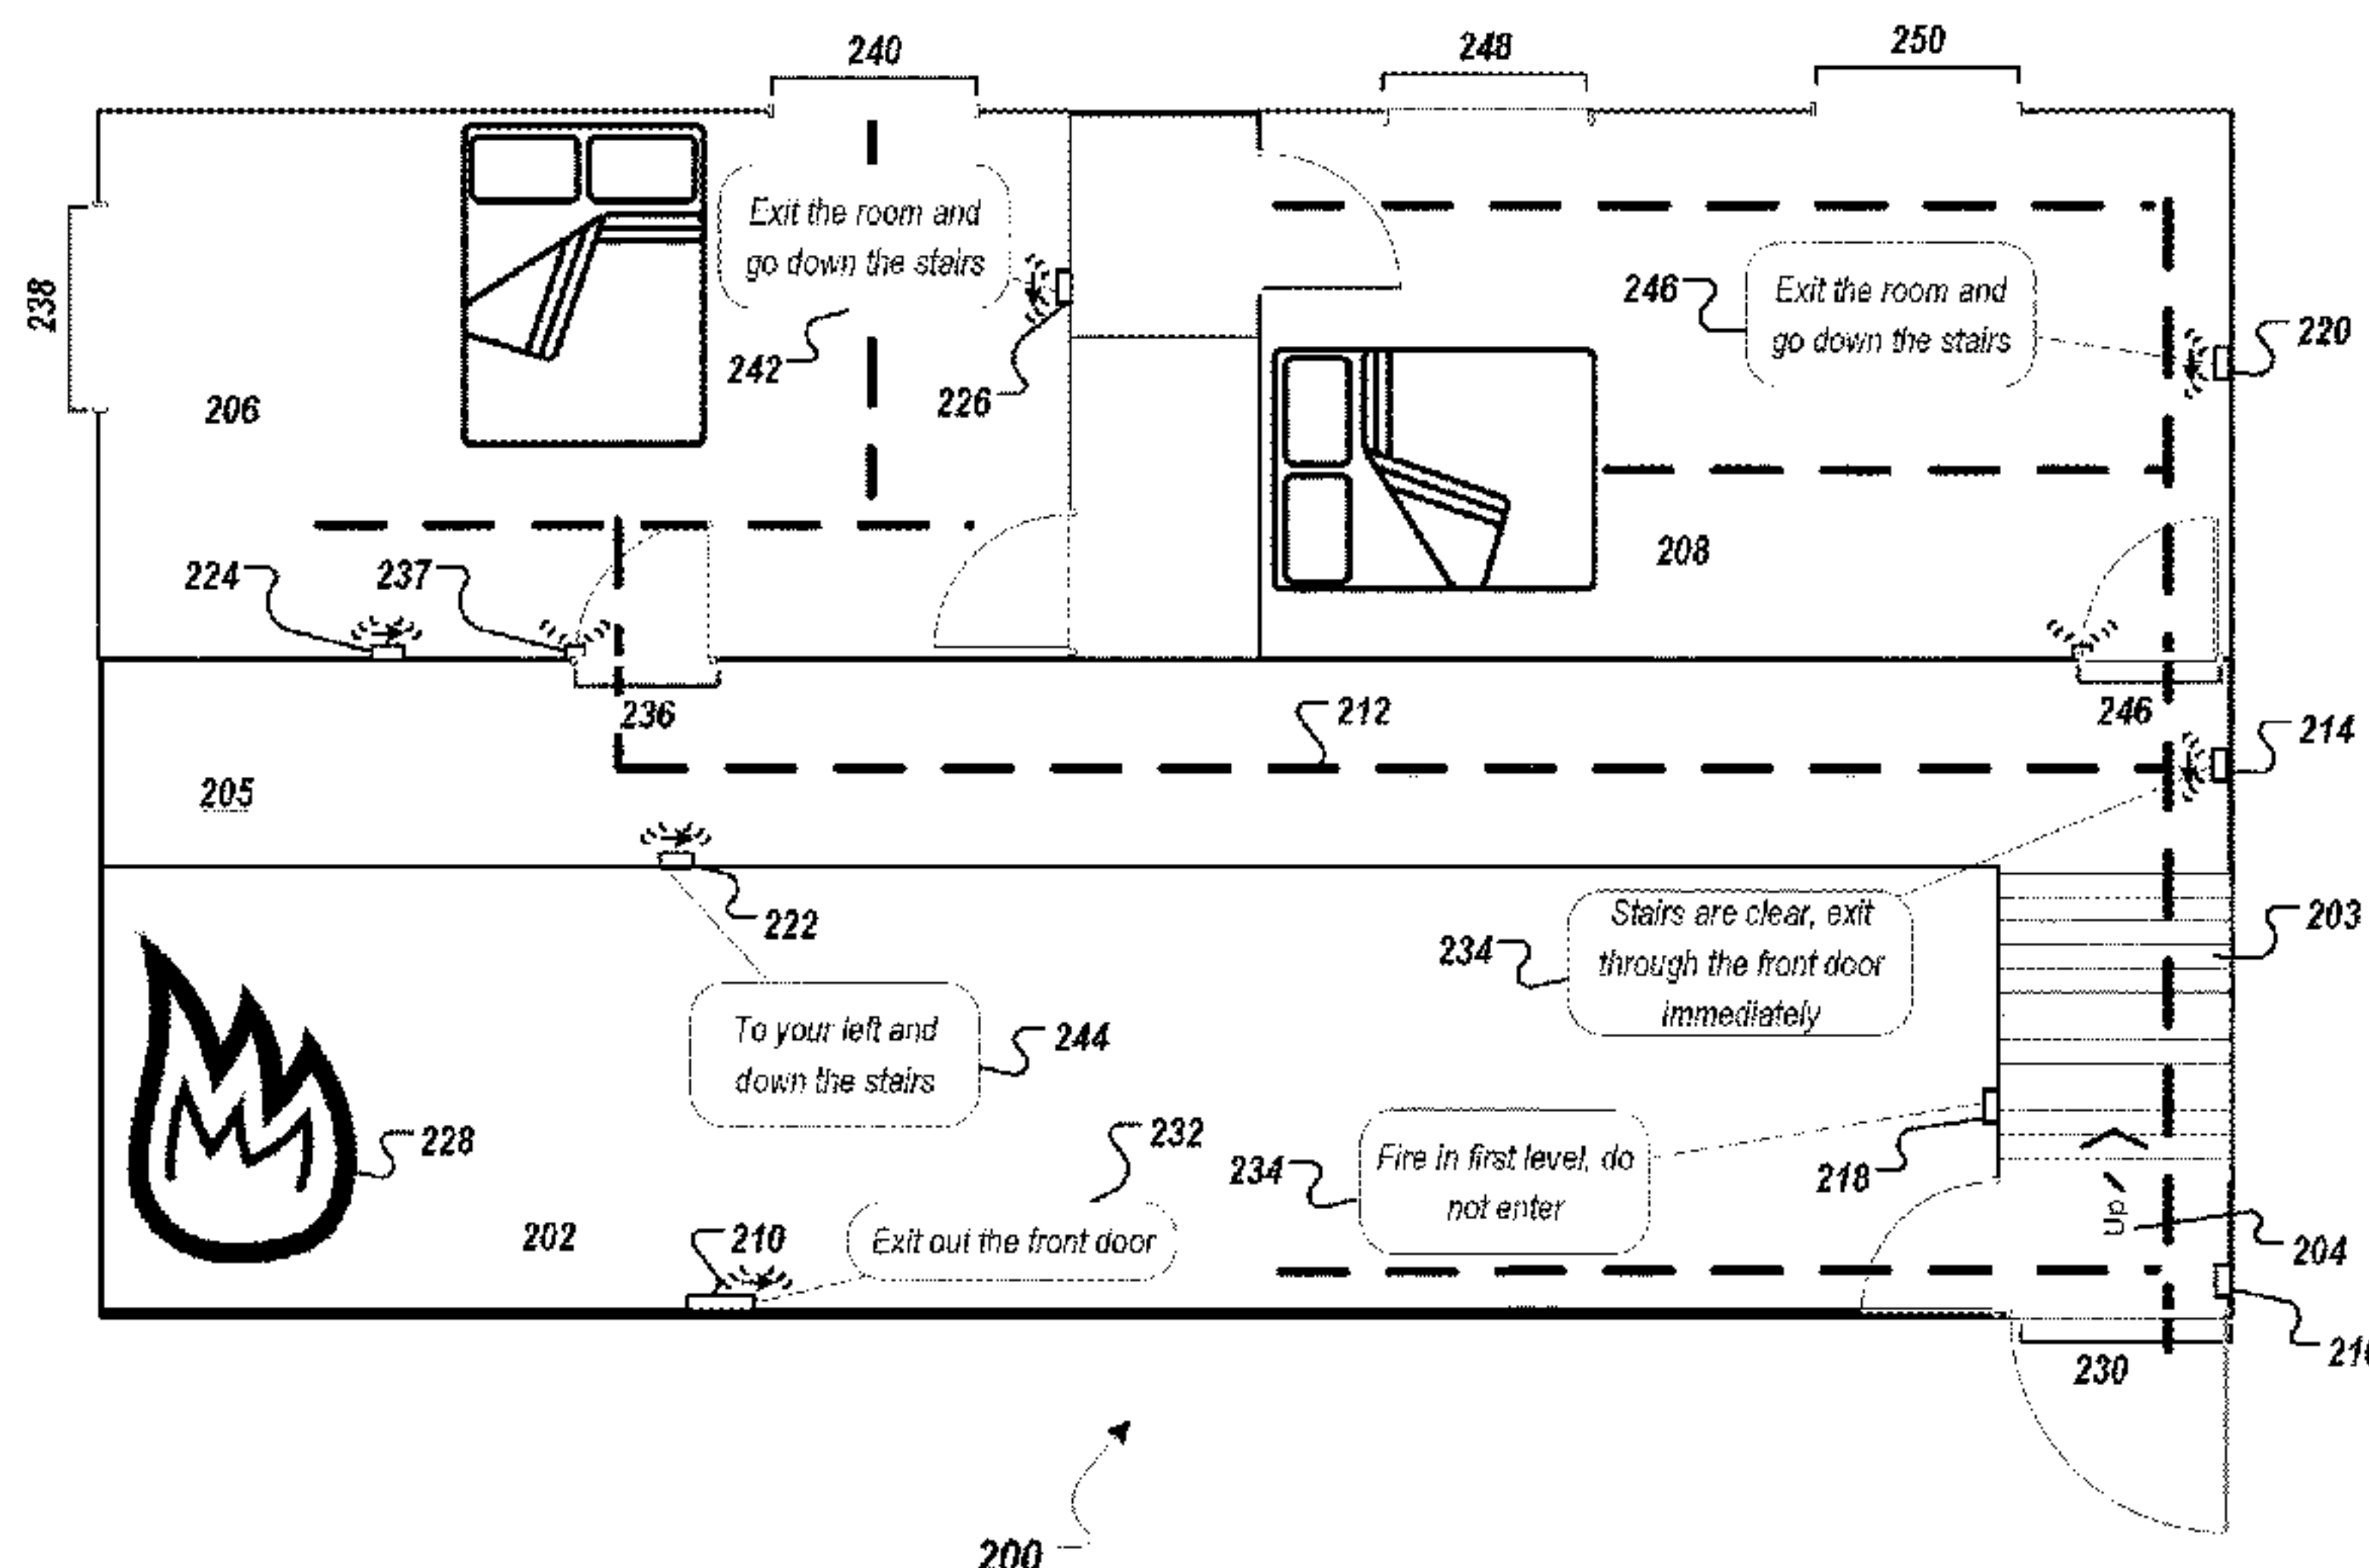 240
248
250
Exit the room and
go down the stairs
238
246
Exit the room and
go down the stairs
220
242
226
206
208
224
237
236
212
246
214
205
222
Stairs are clear, exit
through the front door
immediately
234
203
To your left and
down the stairs
244
228
232
Fire in first level, do
not enter
234
218
Up
202
210
Exit out the front door
204
230
200